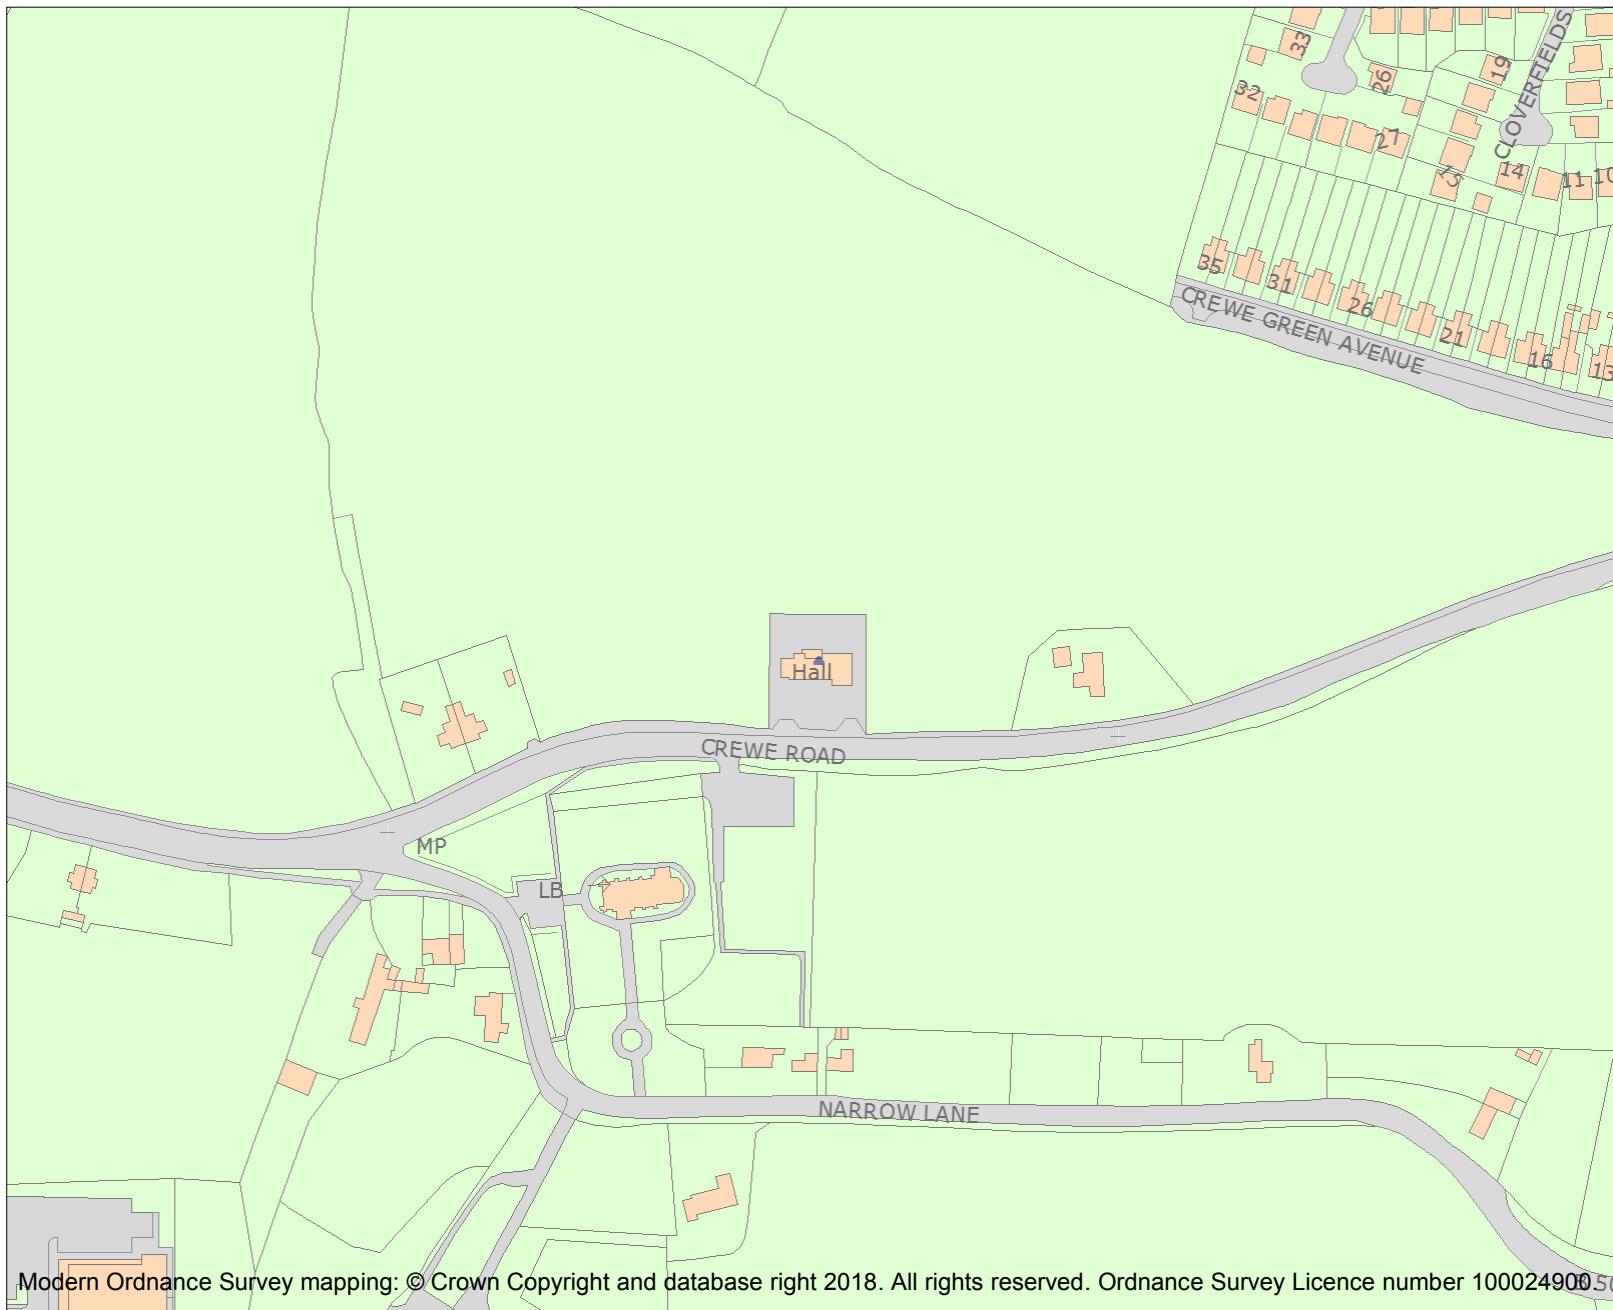 CLOVERFIELDS
33
19
26
32
27
15
14
11
10
35
31
26
21
16
13
CREWE GREEN AVENUE
Hall
CREWE ROAD
MP
LB
NARROW LANE
Modern Ordnance Survey mapping: © Crown Copyright and database right 2018. All rights reserved. Ordnance Survey Licence number 100024900.